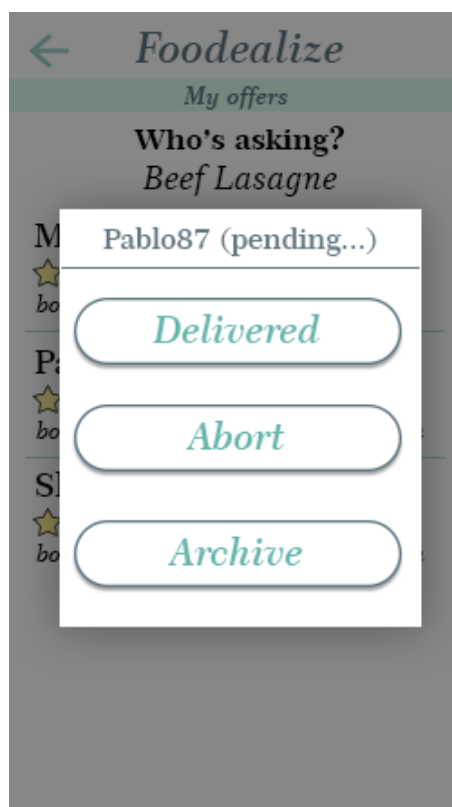 Foodealize
My offers
Who's asking?
Beef Lasagne
Pablo87 (pending...)
Delivered
Abort
Archive